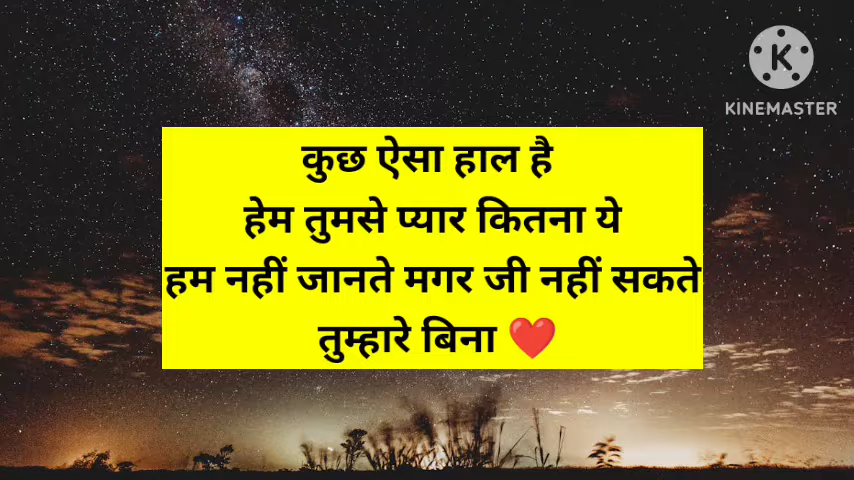 KINEMASTER
कुछ ऐसा हाल है
हेम तुमसे प्यार कितना ये
हम नहीं जानते मगर जी नहीं सकते
तुम्हारे बिना ❤️